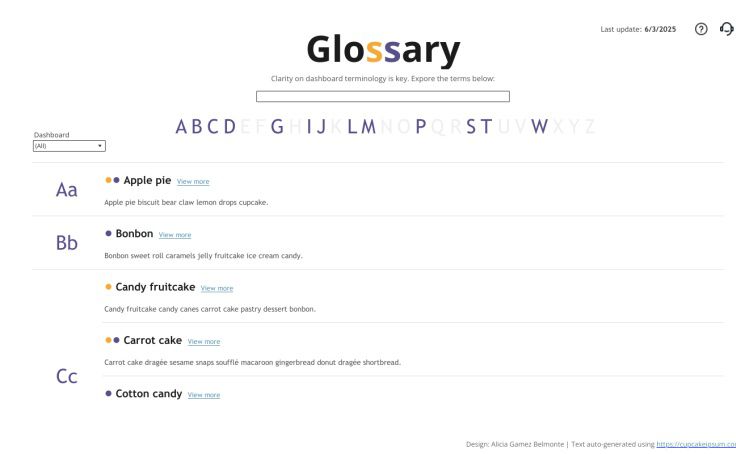 Last update: 6/3/2025
?
Glossary
Clarity on dashboard terminology is key. Expore the terms below:
ABCDEFGHIJKLMNOPQRSTUVWXYZ
Dashboard
(All)
Aa
Apple pie View more
Apple pie biscuit bear claw lemon drops cupcake.
Bb
Bonbon View more
Bonbon sweet roll caramels jelly fruitcake ice cream candy.
Cc
Candy fruitcake View more
Candy fruitcake candy canes carrot cake pastry dessert bonbon.
Carrot cake View more
Carrot cake dragée sesame snaps soufflé macaroon gingerbread donut dragée shortbread.
Cotton candy View more
Design: Alicia Gamez Belmonte | Text auto-generated using https://cupcakeipsum.co